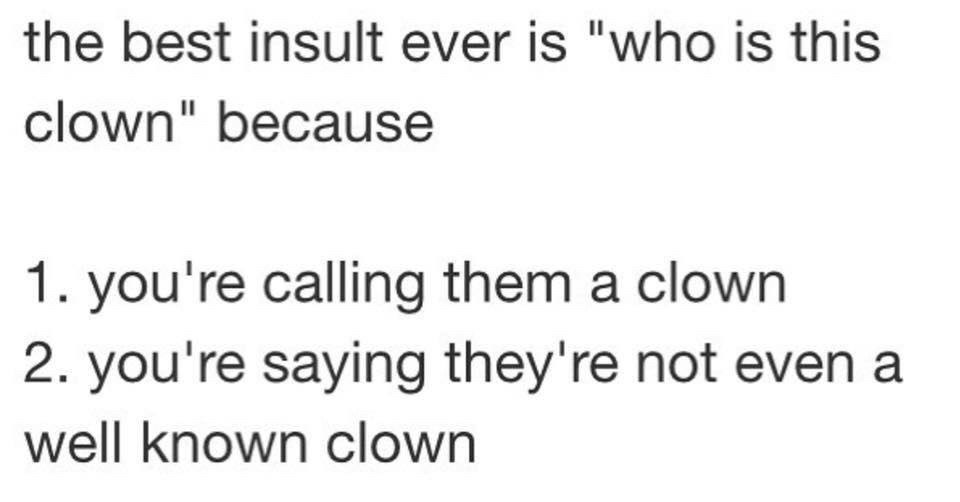 the best insult ever is "who is this
clown" because
1. you're calling them a clown
2. you're saying they're not even a
well known clown